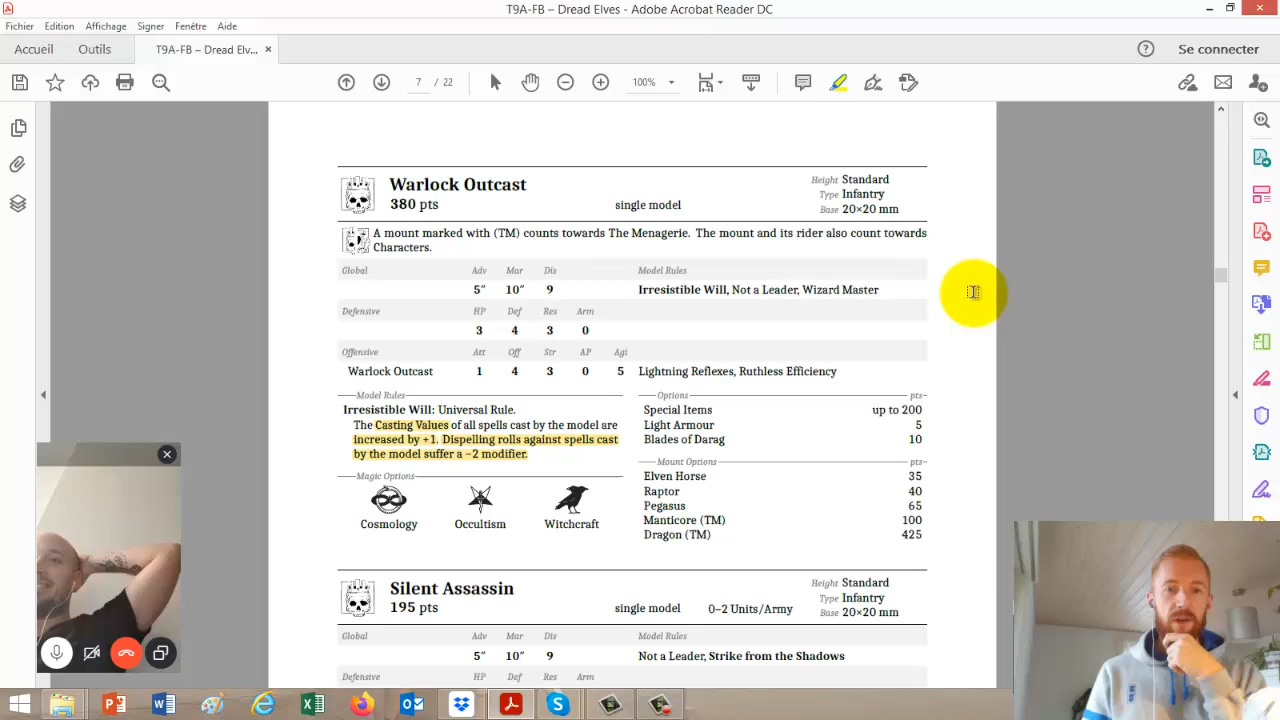 T9A-FB – Dread Elves - Adobe Acrobat Reader DC
Fichier Edition Affichage Signer Fenêtre Aide
Accueil Outils T9A-FB – Dread Elv... × Se connecter
7 / 22 100%
Warlock Outcast
380 pts single model
Height Standard
Type Infantry
Base 20×20 mm
A mount marked with (TM) counts towards The Menagerie. The mount and its rider also count towards
Characters.
Global Adv Mar Dis Model Rules
5″ 10″ 9 Irresistible Will, Not a Leader, Wizard Master
Defensive HP Def Res Arm
3 4 3 0
Offensive Att Off Str AP Agi
Warlock Outcast 1 4 3 0 5 Lightning Reflexes, Ruthless Efficiency
Model Rules
Irresistible Will: Universal Rule.
The Casting Values of all spells cast by the model are
increased by +1. Dispelling rolls against spells cast
by the model suffer a −2 modifier.
Magic Options
Cosmology Occultism Witchcraft
Options pts
Special Items up to 200
Light Armour 5
Blades of Darag 10
Mount Options pts
Elven Horse 35
Raptor 40
Pegasus 65
Manticore (TM) 100
Dragon (TM) 425
Silent Assassin
195 pts single model 0–2 Units/Army
Height Standard
Type Infantry
Base 20×20 mm
Global Adv Mar Dis Model Rules
5″ 10″ 9 Not a Leader, Strike from the Shadows
Defensive HP Def Res Arm